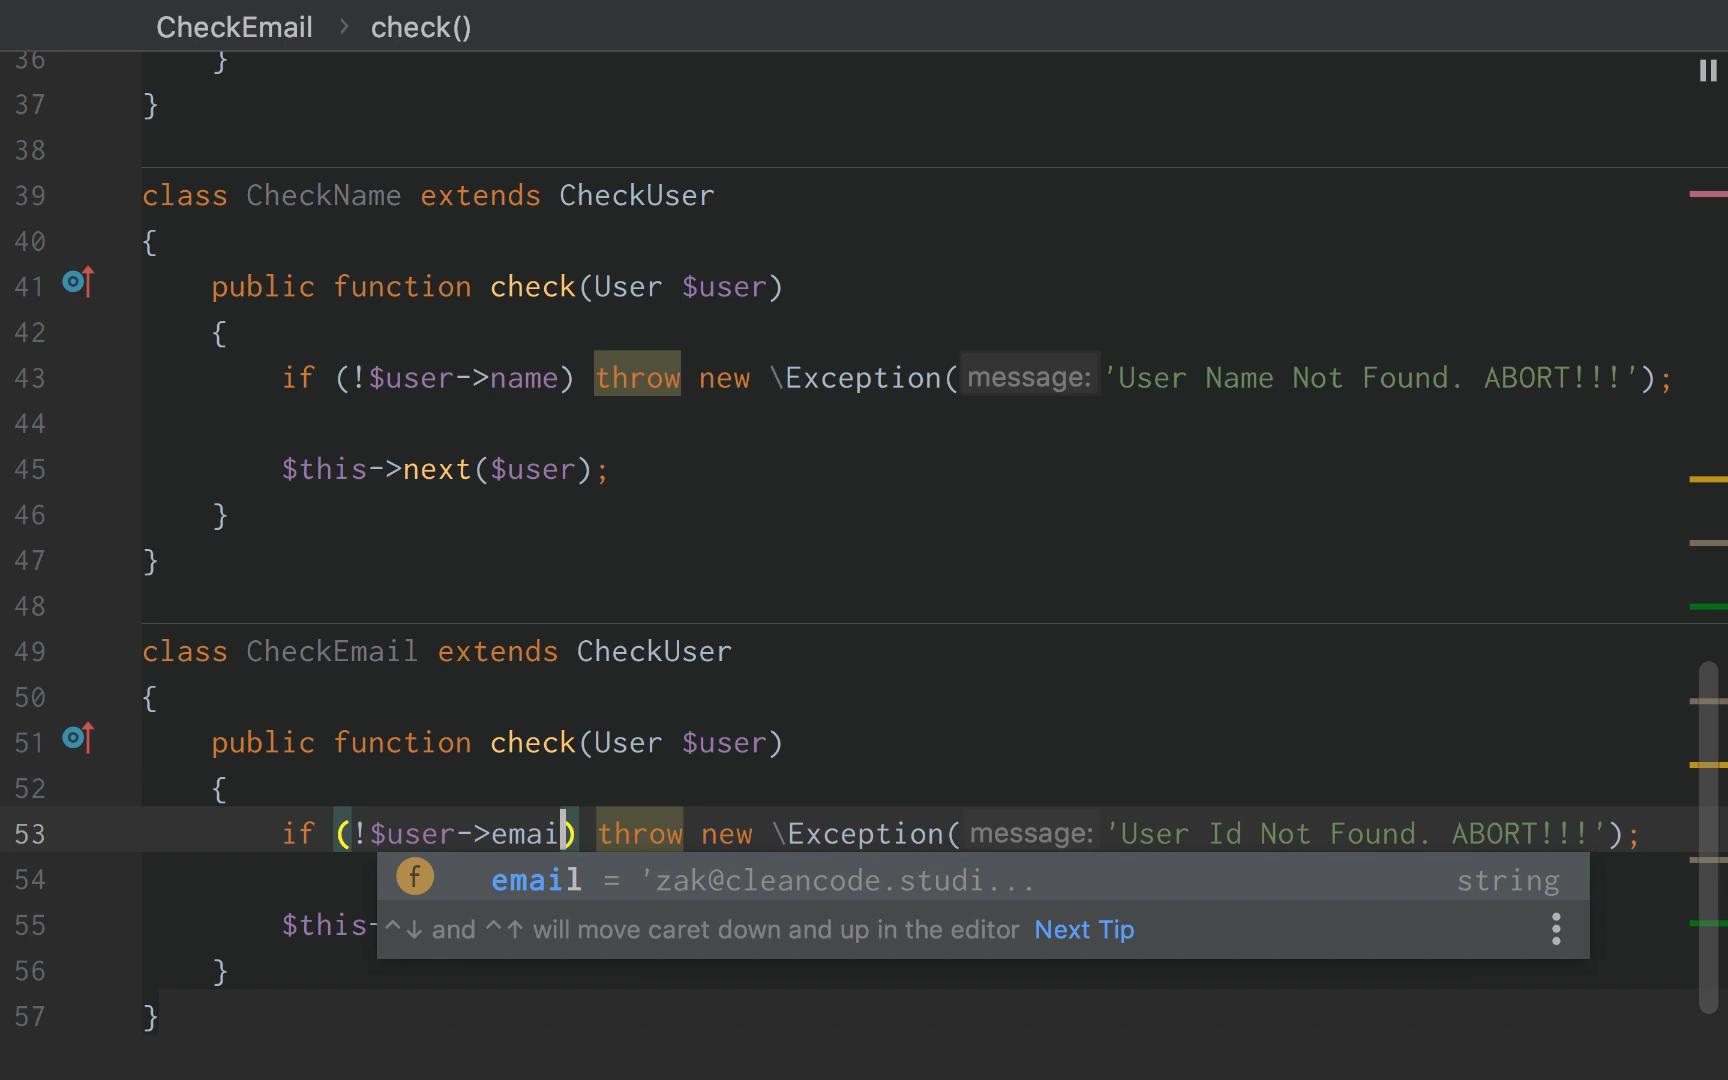 CheckEmail › check()
36 }
37 }
38
39 class CheckName extends CheckUser
40 {
41 public function check(User $user)
42 {
43 if (!$user->name) throw new \Exception( message: 'User Name Not Found. ABORT!!!');
44
45 $this->next($user);
46 }
47 }
48
49 class CheckEmail extends CheckUser
50 {
51 public function check(User $user)
52 {
53 if (!$user->emai) throw new \Exception( message: 'User Id Not Found. ABORT!!!');
54 f email = 'zak@cleancode.studi... string
55 $this- ^↓ and ^↑ will move caret down and up in the editor Next Tip
56 }
57 }